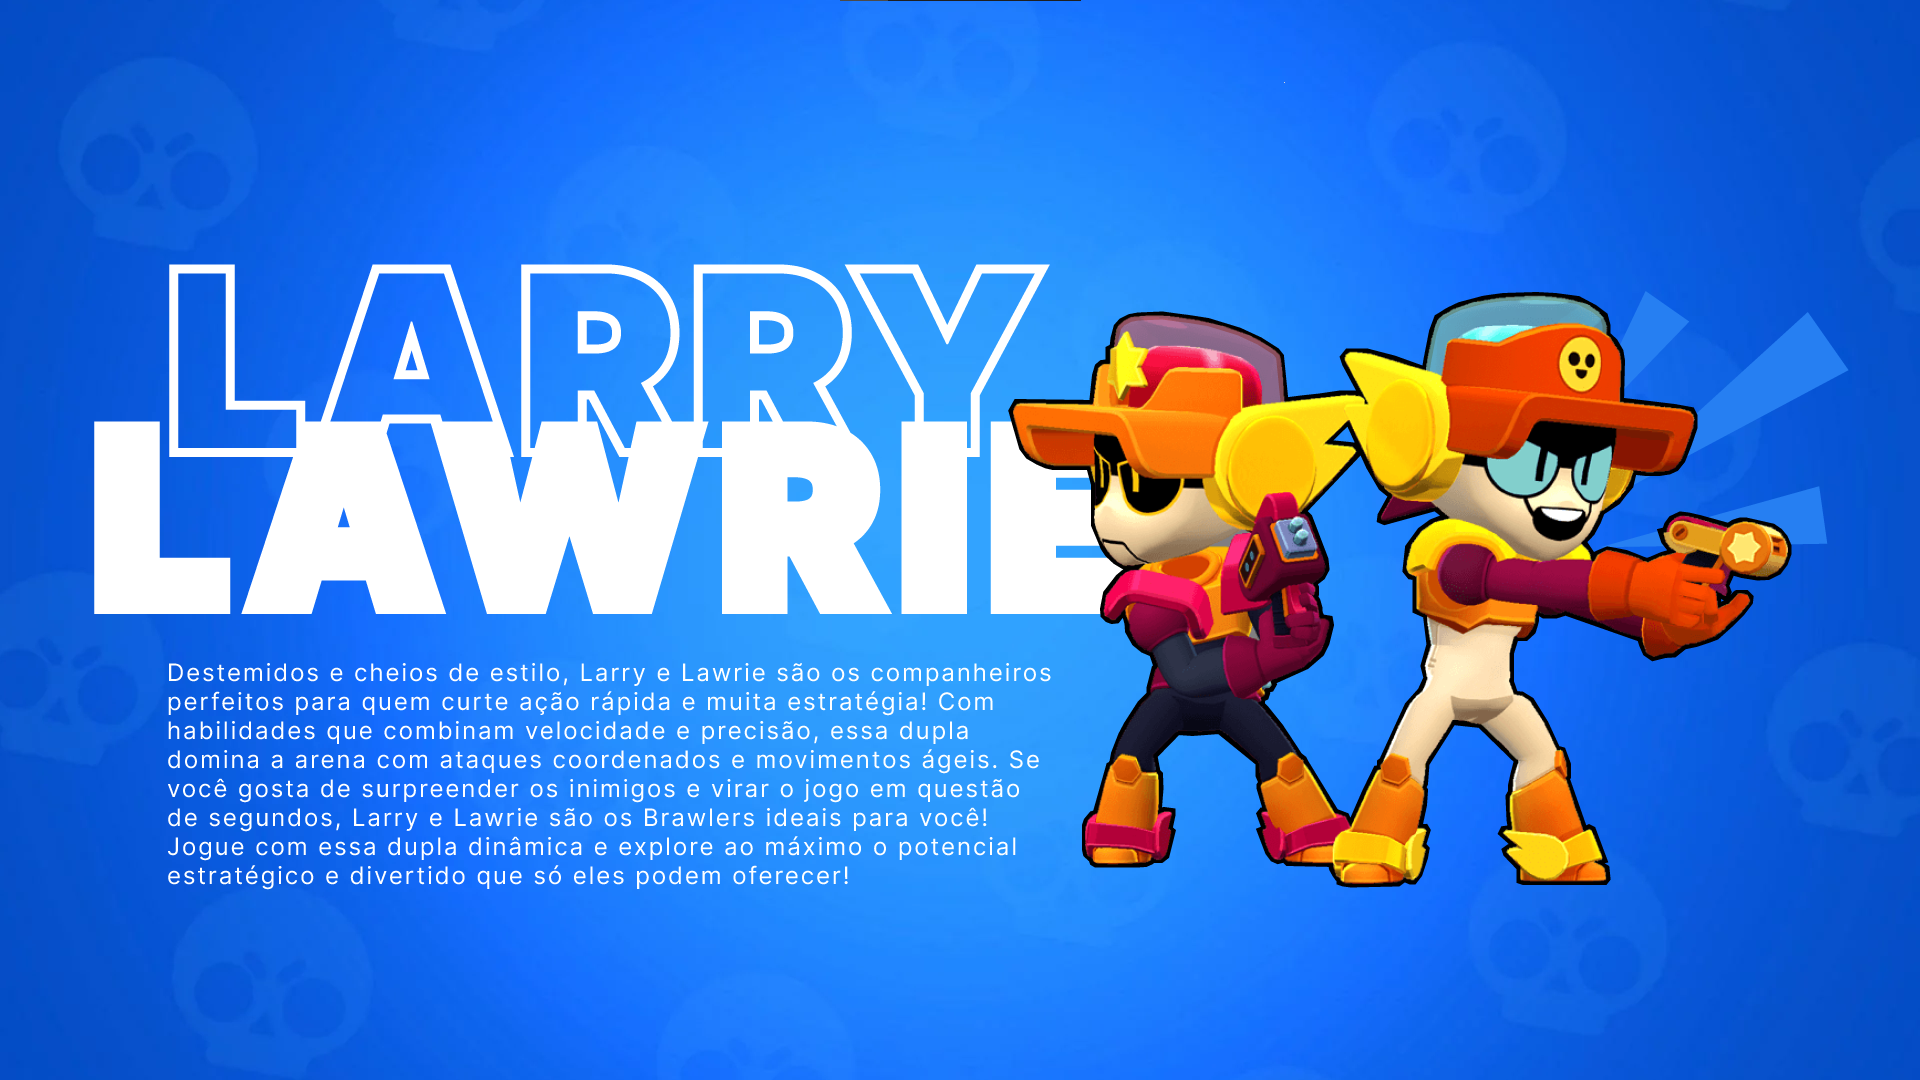 LARRY
LAWRIE
Destemidos e cheios de estilo, Larry e Lawrie são os companheiros
perfeitos para quem curte ação rápida e muita estratégia! Com
habilidades que combinam velocidade e precisão, essa dupla
domina a arena com ataques coordenados e movimentos ágeis. Se
você gosta de surpreender os inimigos e virar o jogo em questão
de segundos, Larry e Lawrie são os Brawlers ideais para você!
Jogue com essa dupla dinâmica e explore ao máximo o potencial
estratégico e divertido que só eles podem oferecer!